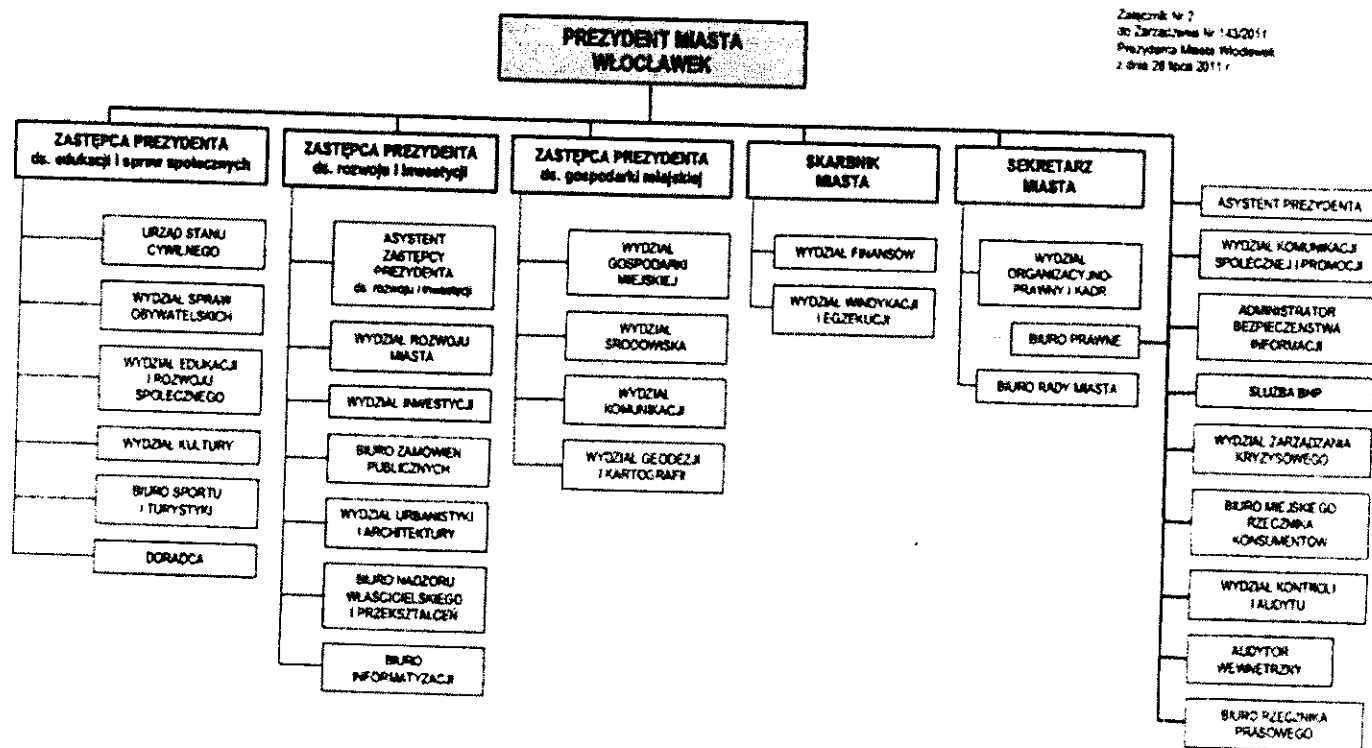 Załącznik Nr 2
do Zarządzenia Nr 143/2011
Prezydenta Miasta Włocławek
z dnia 28 lipca 2011 r.
PREZYDENT MIASTA
WŁOCŁAWEK
ZASTĘPCA PREZYDENTA
ds. edukacji i spraw społecznych
URZĄD STANU
CYWILNEGO
WYDZIAŁ SPRAW
OBYWATELSKICH
WYDZIAŁ EDUKACJI
I ROZWOJU
SPOŁECZNEGO
WYDZIAŁ KULTURY
BIURO SPORTU
I TURYSTYKI
DORADCA
ZASTĘPCA PREZYDENTA
ds. rozwoju i inwestycji
ASYSTENT
ZASTĘPCY
PREZYDENTA
ds. rozwoju i inwestycji
WYDZIAŁ ROZWOJU
MIASTA
WYDZIAŁ INWESTYCJI
BIURO ZAMÓWIEŃ
PUBLICZNYCH
WYDZIAŁ URBANISTYKI
I ARCHITEKTURY
BIURO NADZORU
WŁAŚCICIELSKIEGO
I PRZEKSZTAŁCEŃ
BIURO
INFORMATYZACJI
ZASTĘPCA PREZYDENTA
ds. gospodarki miejskiej
WYDZIAŁ
GOSPODARKI
MIEJSKIEJ
WYDZIAŁ
ŚRODOWISKA
WYDZIAŁ
KOMUNIKACJI
WYDZIAŁ GEODEZJI
I KARTOGRAFII
SKARBNIK
MIASTA
WYDZIAŁ FINANSÓW
WYDZIAŁ WINDYKACJI
I EGZEKUCJI
SEKRETARZ
MIASTA
WYDZIAŁ
ORGANIZACYJNO-
PRAWNY I KADR
BIURO PRAWNE
BIURO RADY MIASTA
ASYSTENT PREZYDENTA
WYDZIAŁ KOMUNIKACJI
SPOŁECZNEJ I PROMOCJI
ADMINISTRATOR
BEZPIECZEŃSTWA
INFORMACJI
SŁUŻBA BHP
WYDZIAŁ ZARZĄDZANIA
KRYZYSOWEGO
BIURO MIEJSKIEGO
RZECZNIKA
KONSUMENTÓW
WYDZIAŁ KONTROLI
I AUDYTU
AUDYTOR
WEWNĘTRZNY
BIURO RZECZNIKA
PRASOWEGO